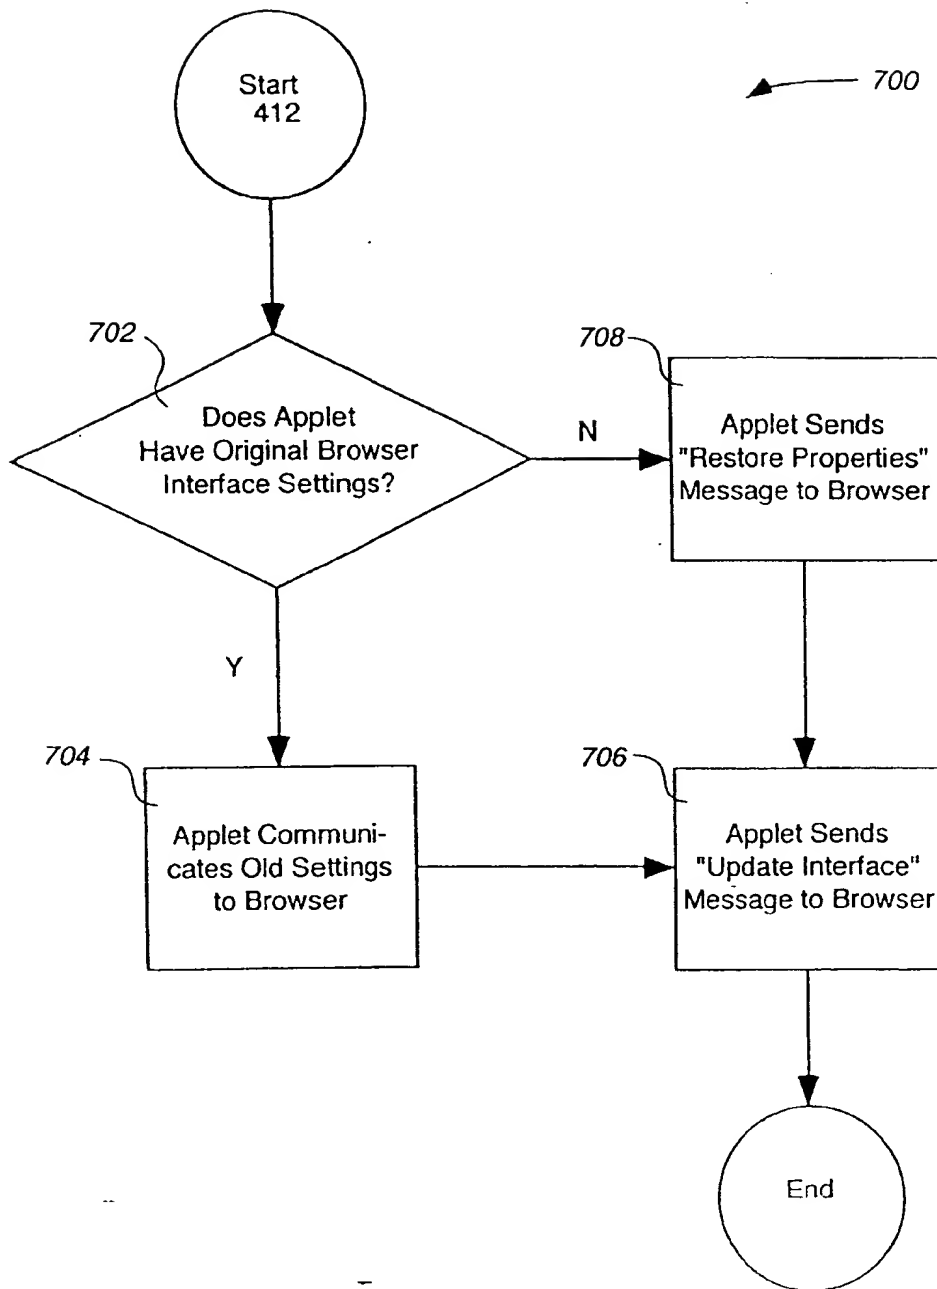 Start
412
700
702
Does Applet
Have Original Browser
Interface Settings?
N
708
Applet Sends
"Restore Properties"
Message to Browser
Y
704
Applet Communi-
cates Old Settings
to Browser
706
Applet Sends
"Update Interface"
Message to Browser
End